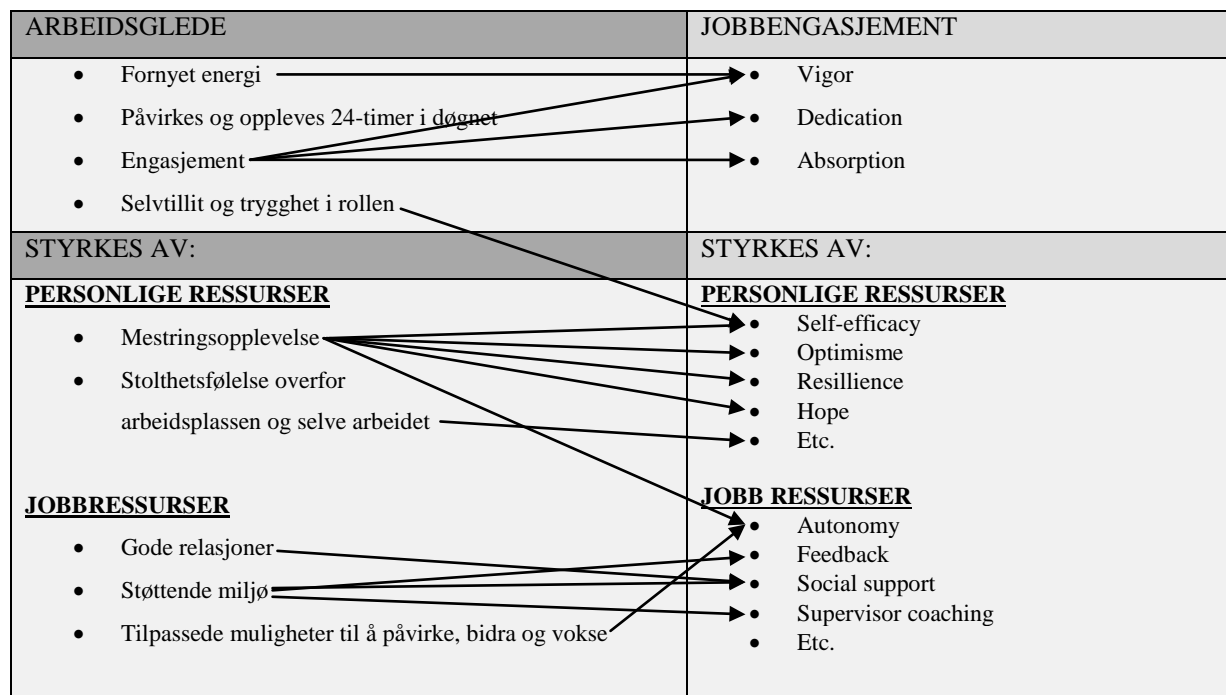 ARBEIDSGLEDE
• Fornyet energi
• Påvirkes og oppleves 24-timer i døgnet
• Engasjement
• Selvtillit og trygghet i rollen
JOBBENGASJEMENT
• Vigor
• Dedication
• Absorption
STYRKES AV:
PERSONLIGE RESSURSER
• Mestringsopplevelse
• Stolthetsfølelse overfor
arbeidsplassen og selve arbeidet
JOBBRESSURSER
• Gode relasjoner
• Støttende miljø
• Tilpassede muligheter til å påvirke, bidra og vokse
STYRKES AV:
PERSONLIGE RESSURSER
• Self-efficacy
• Optimisme
• Resillience
• Hope
• Etc.
JOBB RESSURSER
• Autonomy
• Feedback
• Social support
• Supervisor coaching
• Etc.